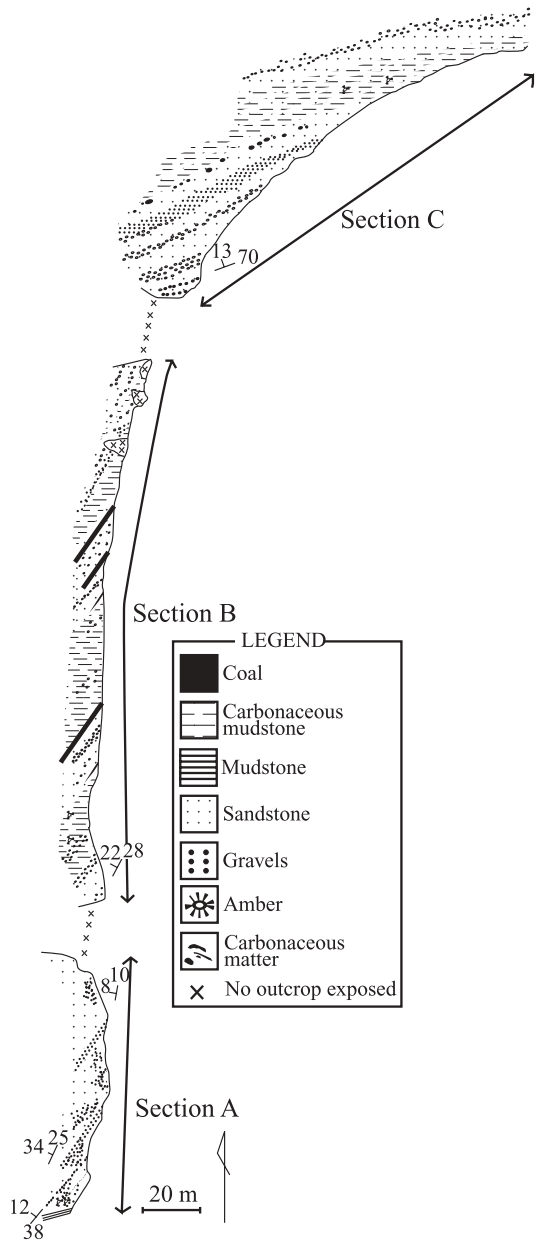 13 70
Section C
Section B
LEGEND
Coal
Carbonaceous
mudstone
Mudstone
Sandstone
Gravels
Amber
Carbonaceous
matter
No outcrop exposed
22 28
10
8
Section A
25
34
20 m
12
38